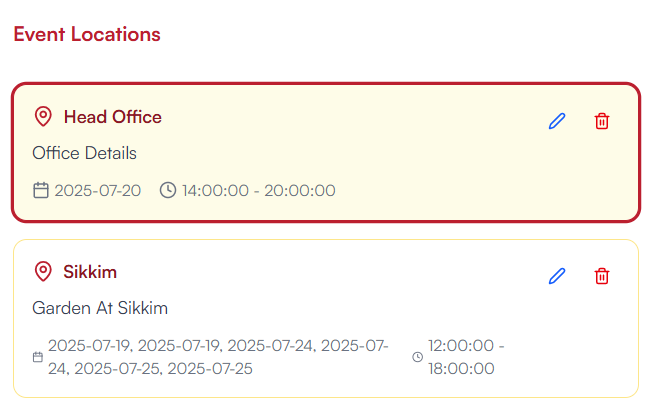 Event Locations
Head Office
Office Details
2025-07-20 14:00:00 - 20:00:00
Sikkim
Garden At Sikkim
2025-07-19, 2025-07-19, 2025-07-24, 2025-07-
24, 2025-07-25, 2025-07-25
12:00:00 -
18:00:00